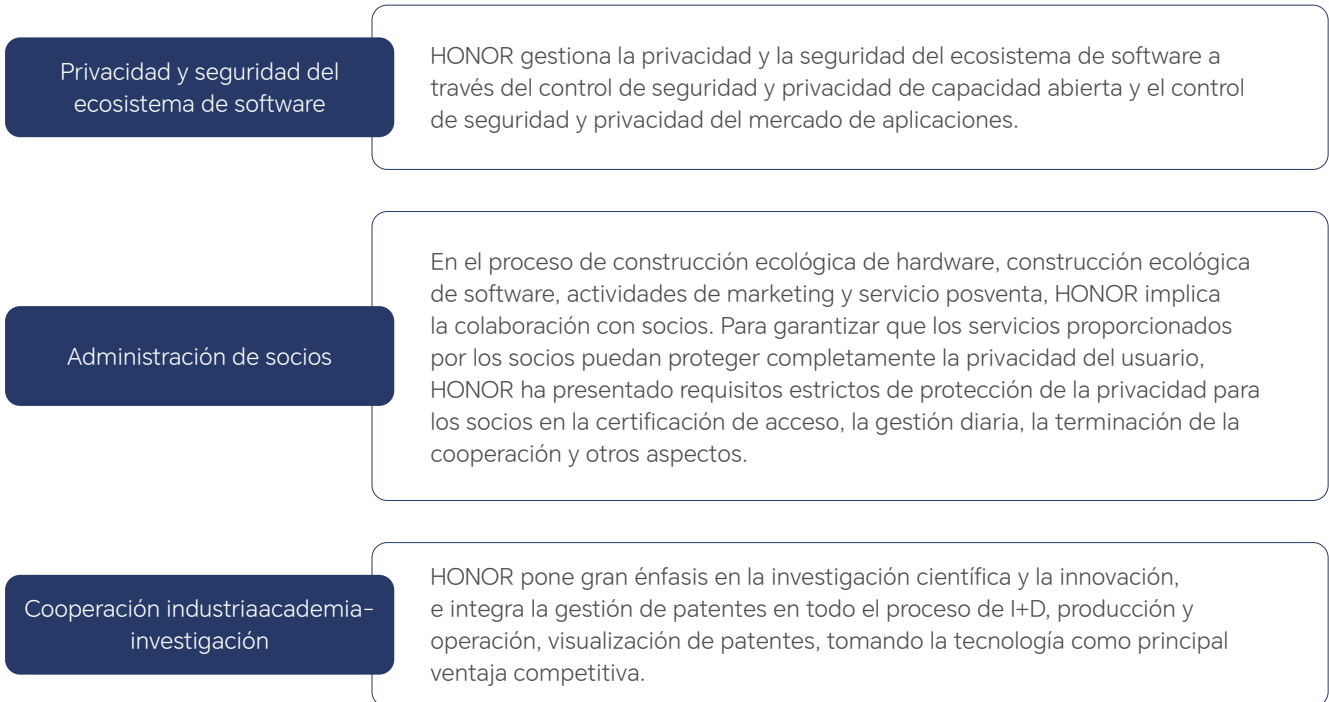 Privacidad y seguridad del
ecosistema de software
HONOR gestiona la privacidad y la seguridad del ecosistema de software a
través del control de seguridad y privacidad de capacidad abierta y el control
de seguridad y privacidad del mercado de aplicaciones.
Administración de socios
En el proceso de construcción ecológica de hardware, construcción ecológica
de software, actividades de marketing y servicio posventa, HONOR implica
la colaboración con socios. Para garantizar que los servicios proporcionados
por los socios puedan proteger completamente la privacidad del usuario,
HONOR ha presentado requisitos estrictos de protección de la privacidad para
los socios en la certificación de acceso, la gestión diaria, la terminación de la
cooperación y otros aspectos.
Cooperación industriaacademia-
investigación
HONOR pone gran énfasis en la investigación científica y la innovación,
e integra la gestión de patentes en todo el proceso de I+D, producción y
operación, visualización de patentes, tomando la tecnología como principal
ventaja competitiva.